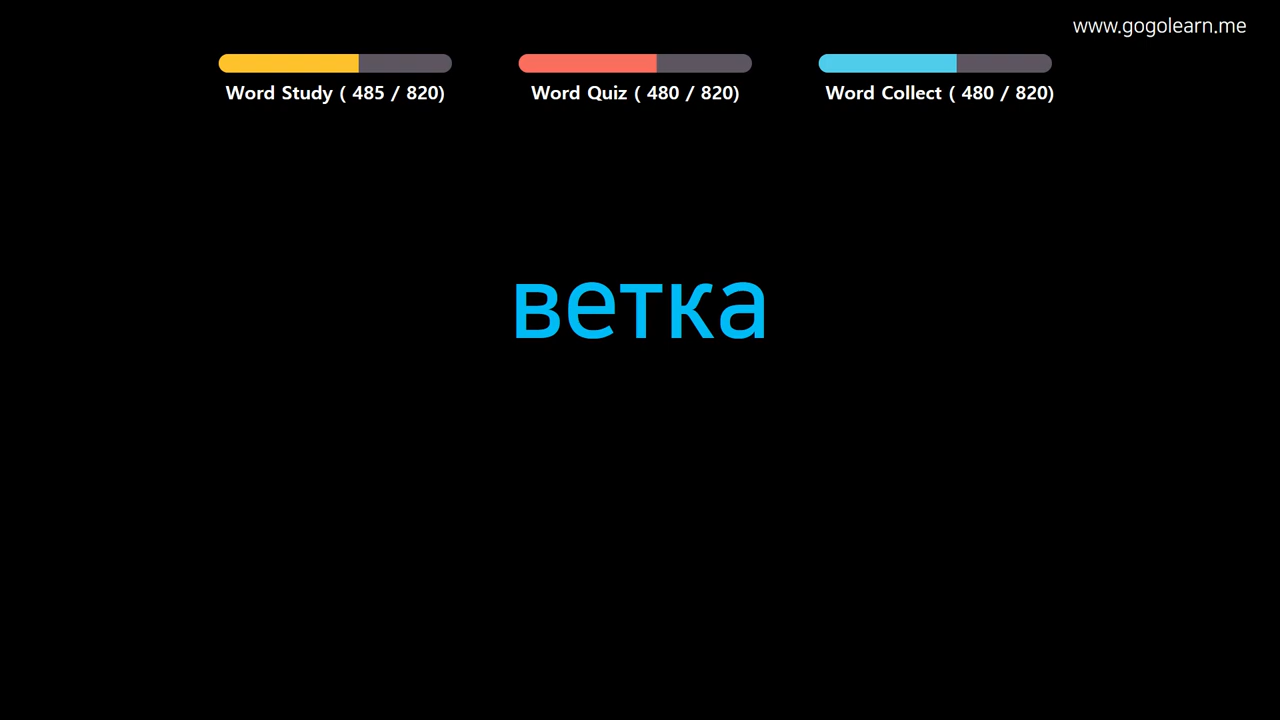 www.gogolearn.me
Word Study ( 485 / 820)
Word Quiz ( 480 / 820)
Word Collect ( 480 / 820)
ветка